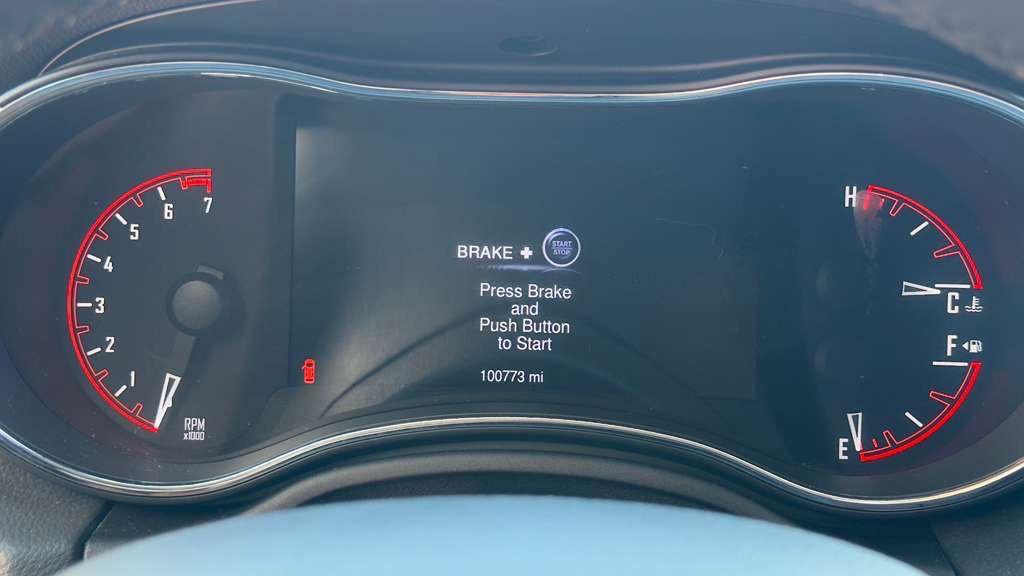 7
6
5
4
3
2
1
RPM
x1000
BRAKE + START
STOP
Press Brake
and
Push Button
to Start
100773 mi
H
C
F
E